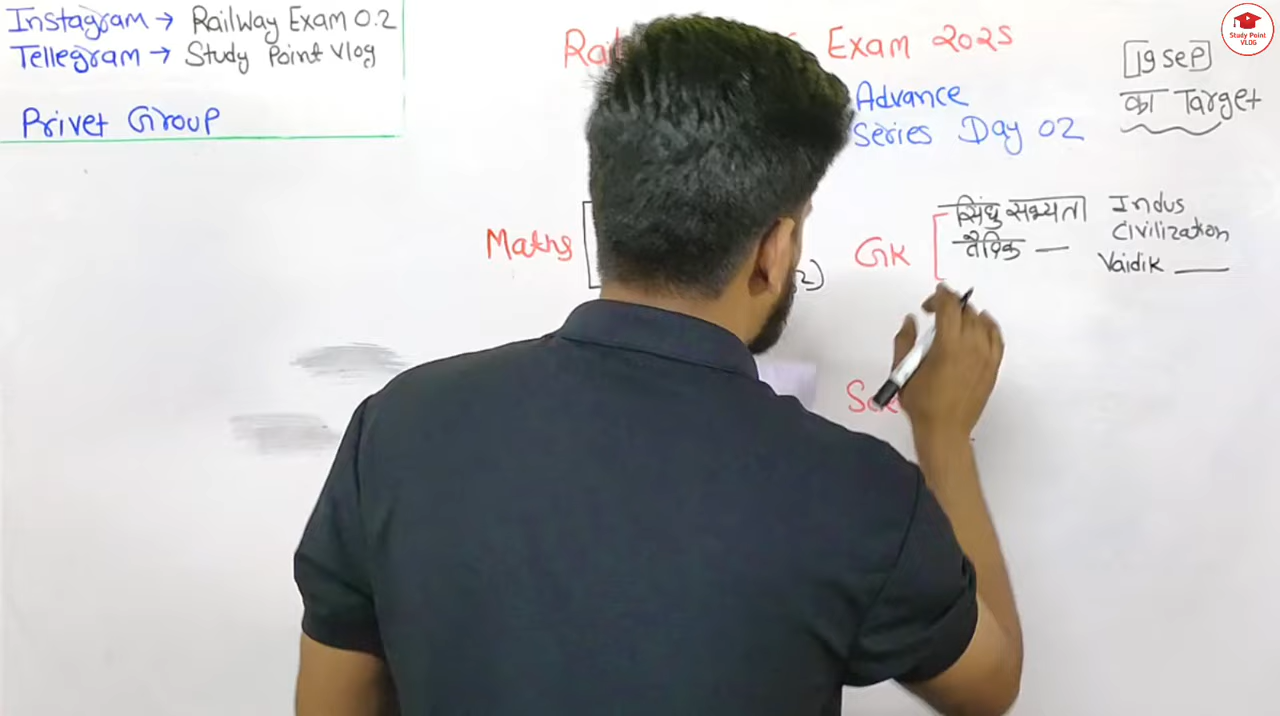 Instagram → Railway Exam 0.2
Tellegram → Study Point Vlog
Privet Group
Exam 2025
Advance
Series Day 02
19 Sep
का Target
Study Point
VLOG
Maths
GK
सिंधु सभ्यता
वैदिक —
Indus
Civilization
Vaidik —